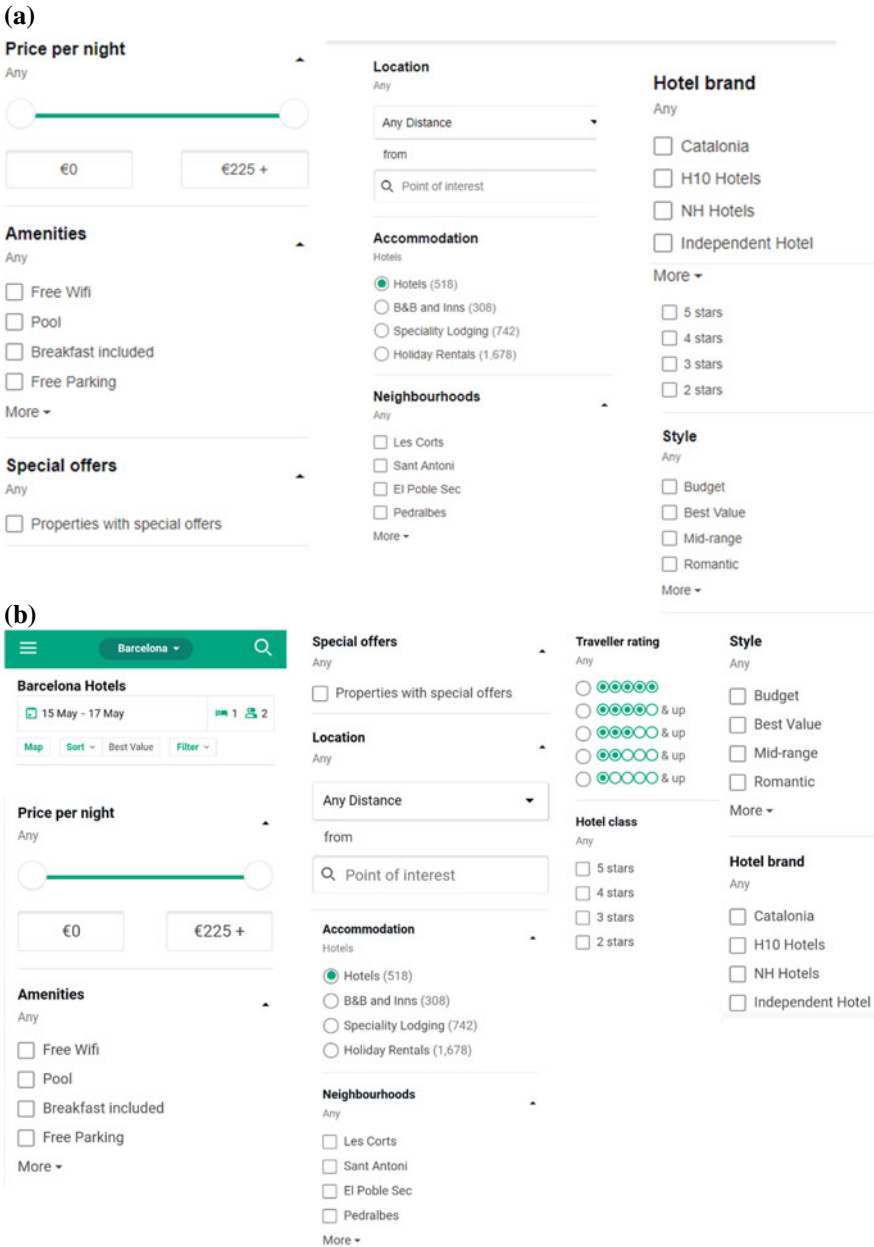 (a)
Price per night
Any
€0
€225 +
Amenities
Any
Free Wifi
Pool
Breakfast included
Free Parking
More
Special offers
Any
Properties with special offers
Location
Any
Any Distance
from
Point of interest
Accommodation
Hotels
Hotels (518)
B&B and Inns (308)
Speciality Lodging (742)
Holiday Rentals (1,678)
Neighbourhoods
Any
Les Corts
Sant Antoni
El Poble Sec
Pedralbes
More
Hotel brand
Any
Catalonia
H10 Hotels
NH Hotels
Independent Hotel
More
5 stars
4 stars
3 stars
2 stars
Style
Any
Budget
Best Value
Mid-range
Romantic
More
(b)
Barcelona
Barcelona Hotels
15 May - 17 May 1 2
Map Sort Best Value Filter
Price per night
Any
€0
€225 +
Amenities
Any
Free Wifi
Pool
Breakfast included
Free Parking
More
Special offers
Any
Properties with special offers
Location
Any
Any Distance
from
Point of interest
Accommodation
Hotels
Hotels (518)
B&B and Inns (308)
Speciality Lodging (742)
Holiday Rentals (1,678)
Neighbourhoods
Any
Les Corts
Sant Antoni
El Poble Sec
Pedralbes
More
Traveller rating
Any
& up
& up
& up
& up
Hotel class
Any
5 stars
4 stars
3 stars
2 stars
Style
Any
Budget
Best Value
Mid-range
Romantic
More
Hotel brand
Any
Catalonia
H10 Hotels
NH Hotels
Independent Hotel